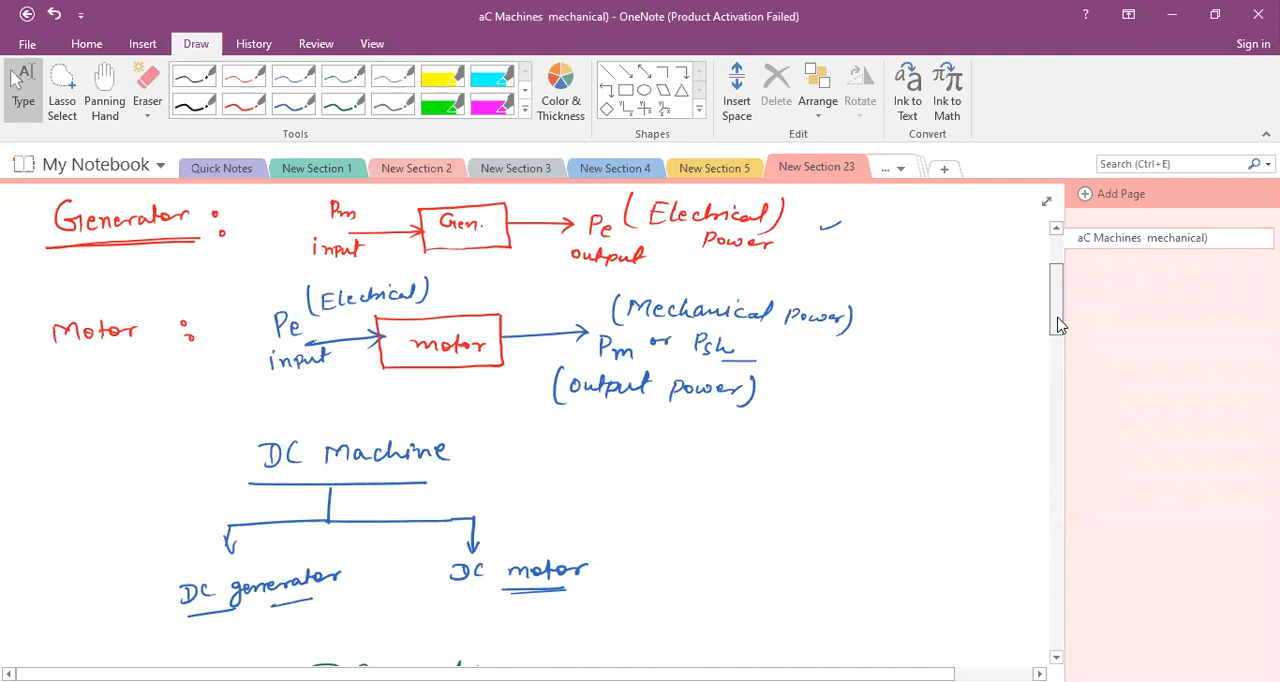 aC Machines mechanical) - OneNote (Product Activation Failed)
File Home Insert Draw History Review View Sign in
Type Lasso Select Panning Hand Eraser Color & Thickness Insert Space Delete Arrange Rotate Ink to Text Ink to Math
Tools Shapes Edit Convert
My Notebook Quick Notes New Section 1 New Section 2 New Section 3 New Section 4 New Section 5 New Section 23 ... Search (Ctrl+E)
Add Page
aC Machines mechanical)
Generator : Pm input Gen. Pe (Electrical Power) output
Motor : Pe (Electrical) input motor (Mechanical power)
Pm or Psh
(output power)
DC Machine
DC generator DC motor